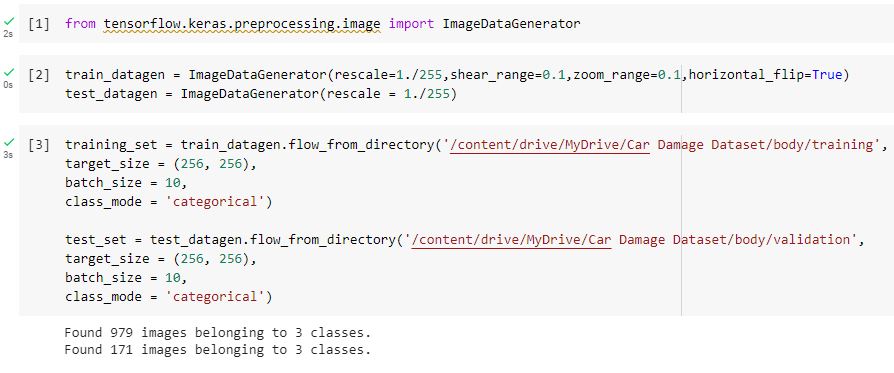 [1] from tensorflow.keras.preprocessing.image import ImageDataGenerator
2s
[2] train_datagen = ImageDataGenerator(rescale=1./255,shear_range=0.1,zoom_range=0.1,horizontal_flip=True)
0s
test_datagen = ImageDataGenerator(rescale = 1./255)
[3] training_set = train_datagen.flow_from_directory('/content/drive/MyDrive/Car Damage Dataset/body/training',
3s
target_size = (256, 256),
batch_size = 10,
class_mode = 'categorical')
test_set = test_datagen.flow_from_directory('/content/drive/MyDrive/Car Damage Dataset/body/validation',
target_size = (256, 256),
batch_size = 10,
class_mode = 'categorical')
Found 979 images belonging to 3 classes.
Found 171 images belonging to 3 classes.